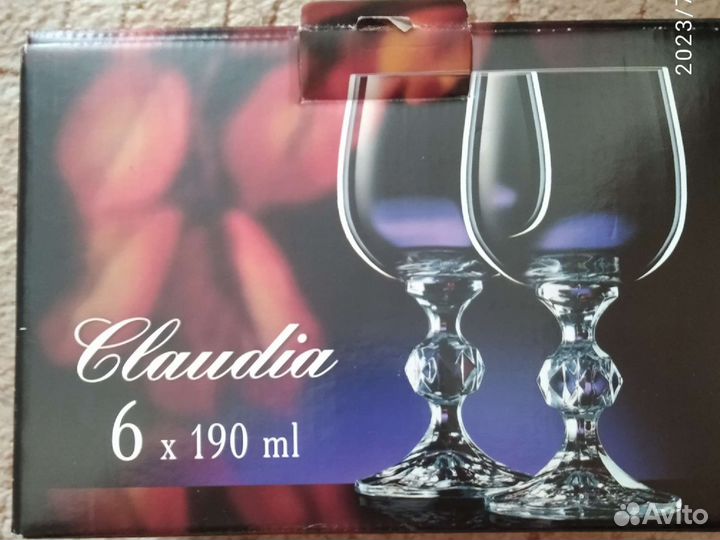 2023/7
Claudia
6 x 190 ml
Avito